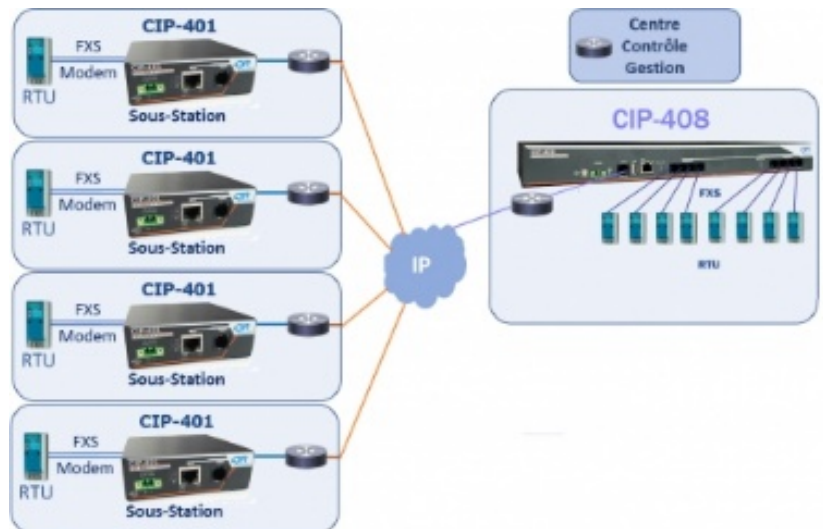 CIP-401
FXS
Modem
RTU
Sous-Station
CIP-401
FXS
Modem
RTU
Sous-Station
CIP-401
FXS
Modem
RTU
Sous-Station
CIP-401
FXS
Modem
RTU
Sous-Station
IP
Centre
Contrôle
Gestion
CIP-408
FXS
RTU